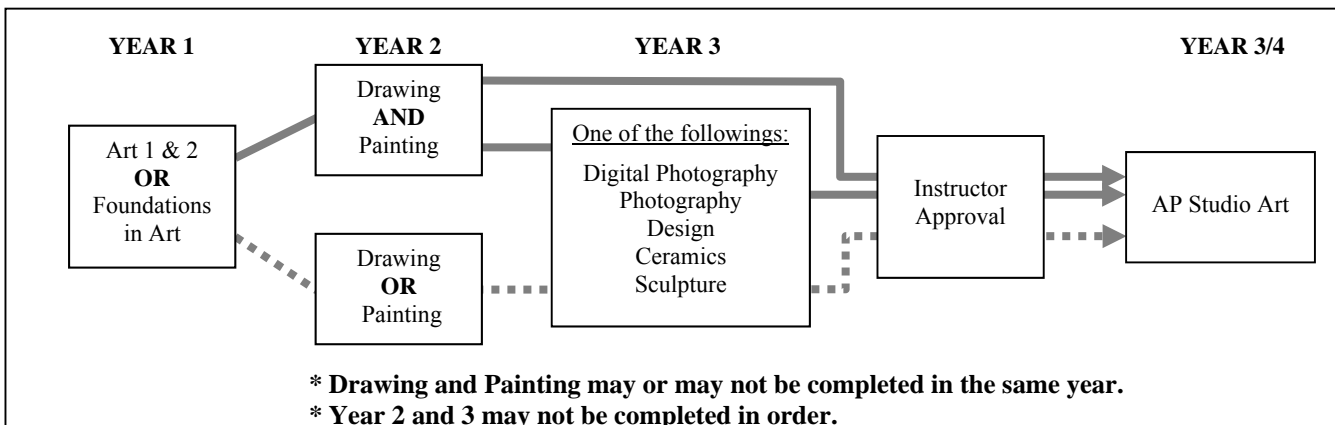 YEAR 1 YEAR 2 YEAR 3 YEAR 3/4
Art 1 & 2
OR
Foundations
in Art
Drawing
AND
Painting
Drawing
OR
Painting
One of the followings:
Digital Photography
Photography
Design
Ceramics
Sculpture
Instructor
Approval
AP Studio Art
* Drawing and Painting may or may not be completed in the same year.
* Year 2 and 3 may not be completed in order.